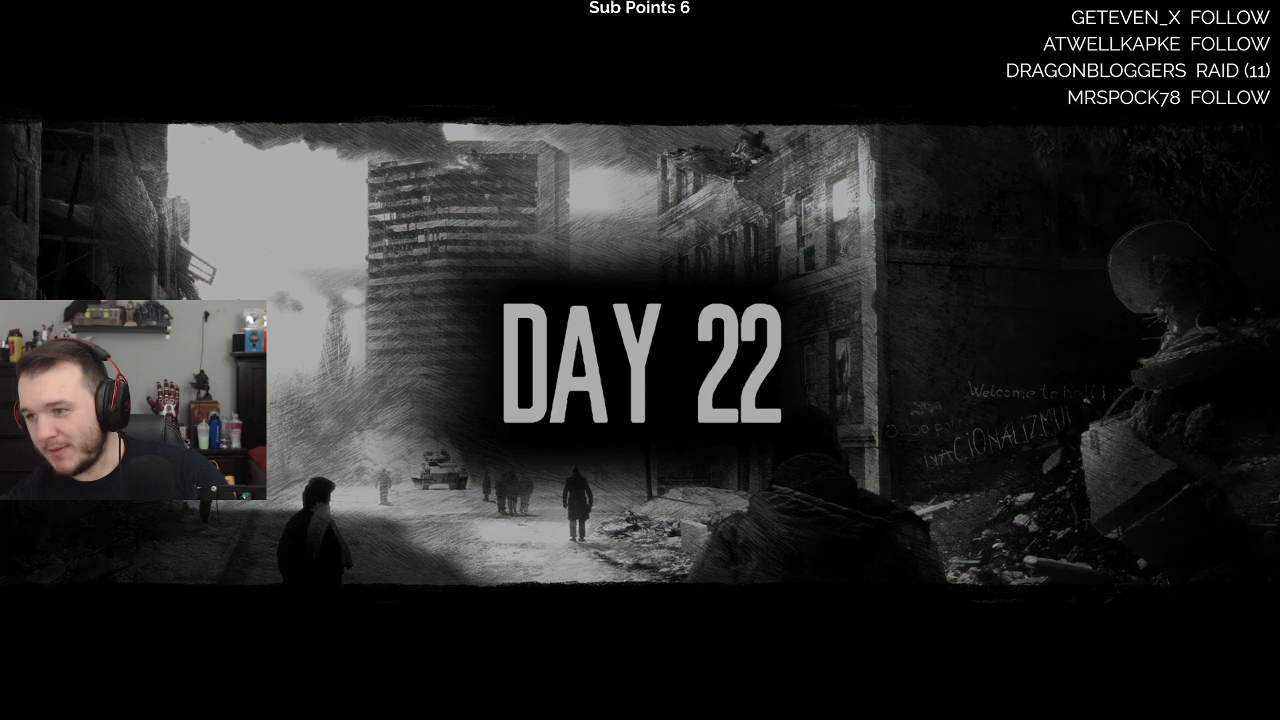 Sub Points 6
GETEVEN_X FOLLOW
ATWELLKAPKE FOLLOW
DRAGONBLOGGERS RAID (11)
MRSPOCK78 FOLLOW
DAY 22
Welcome to hell
NACIONALIZMU!